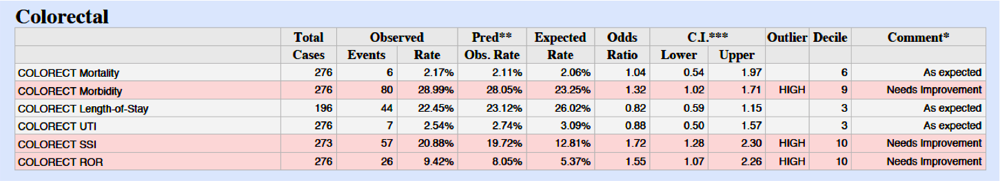 Colorectal
Total Observed Pred** Expected Odds C.I.*** Outlier Decile Comment*
Cases Events Rate Obs. Rate Rate Ratio Lower Upper
COLORECT Mortality 276 6 2.17% 2.11% 2.06% 1.04 0.54 1.97 6 As expected
COLORECT Morbidity 276 80 28.99% 28.05% 23.25% 1.32 1.02 1.71 HIGH 9 Needs Improvement
COLORECT Length-of-Stay 196 44 22.45% 23.12% 26.02% 0.82 0.59 1.15 3 As expected
COLORECT UTI 276 7 2.54% 2.74% 3.09% 0.88 0.50 1.57 3 As expected
COLORECT SSI 273 57 20.88% 19.72% 12.81% 1.72 1.28 2.30 HIGH 10 Needs Improvement
COLORECT ROR 276 26 9.42% 8.05% 5.37% 1.55 1.07 2.26 HIGH 10 Needs Improvement